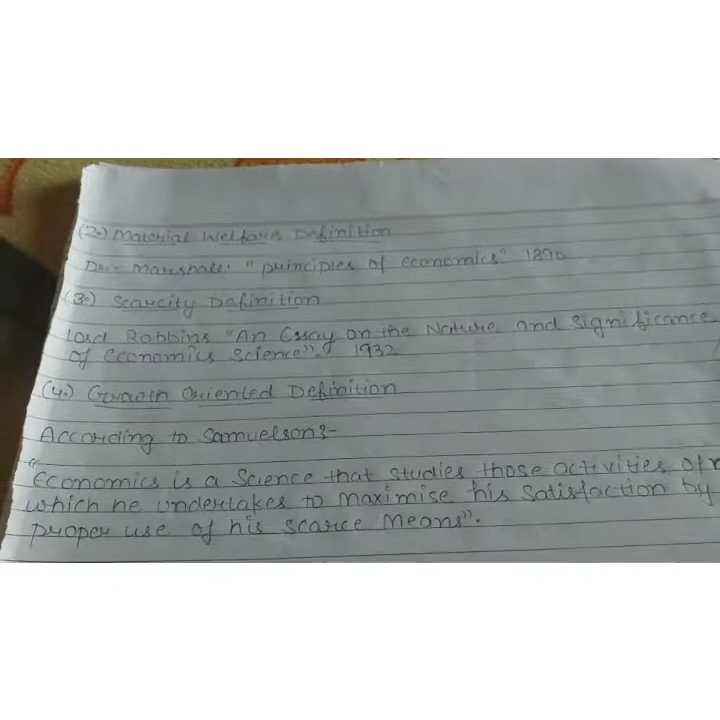 (2.) Material Welfare Definition
Dr.- Marshall. "principles of economics" 1890
(3.) Scarcity Definition
Lord Robbins "An Essay on the Nature and significance
of economics science". 1932
(4.) Growth Oriented Definition
According to Samuelson:-
"Economics is a Science that studies those activities of
which he undertakes to maximise his satisfaction by
proper use of his scarce means".